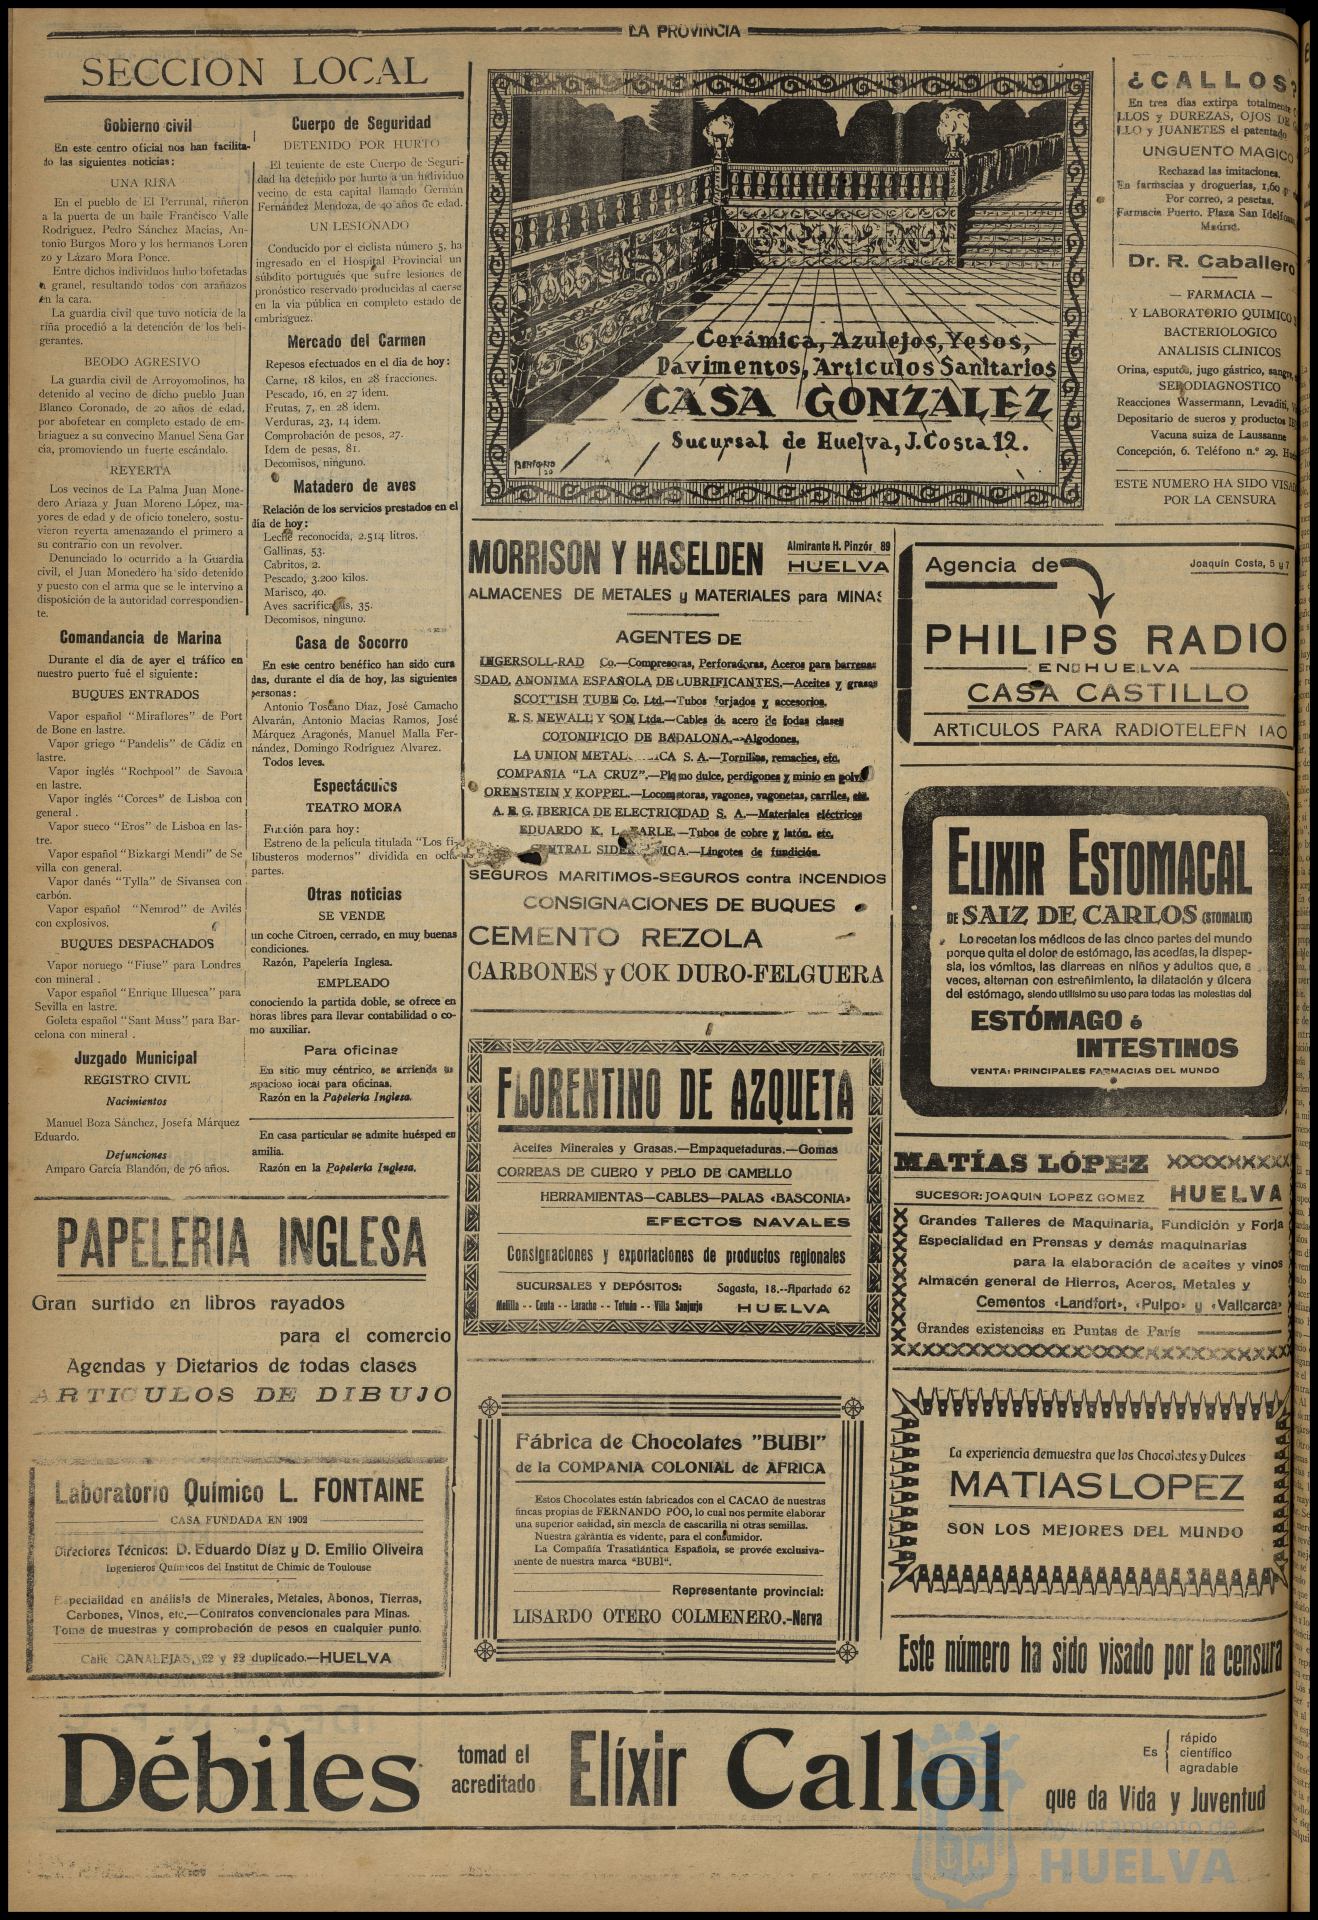 LA PROVINCIA
SECCION LOCAL
Gobierno civil
En este centro oficial nos han facilita-
do las siguientes noticias:
UNA RIÑA
En el pueblo de El Perrunal, riñeron
a la puerta de un baile Francisco Valle
Rodriguez, Pedro Sánchez Macias, An-
tonio Burgos Moro y los hermanos Loren
zo y Lázaro Mora Ponce.
Entre dichos individuos hubo bofetadas
a granel, resultando todos con arañazos
en la cara.
La guardia civil que tuvo noticia de la
riña procedió a la detención de los beli-
gerantes.
BEODO AGRESIVO
La guardia civil de Arroyomolinos, ha
detenido al vecino de dicho pueblo Juan
Blanco Coronado, de 20 años de edad,
por abofetear en completo estado de em-
briaguez a su convecino Manuel Sena Gar
cia, promoviendo un fuerte escándalo.
REYERTA
Los vecinos de La Palma Juan Mone-
dero Ariaza y Juan Moreno López, ma-
yores de edad y de oficio tonelero, sostu-
vieron reyerta amenazando el primero a
su contrario con un revolver.
Denunciado lo ocurrido a la Guardia
civil, el Juan Monedero ha sido detenido
y puesto con el arma que se le intervino a
disposición de la autoridad correspondien-
te.
Comandancia de Marina
Durante el día de ayer el tráfico en
nuestro puerto fué el siguiente:
BUQUES ENTRADOS
Vapor español "Miraflores" de Port
de Bone en lastre.
Vapor griego "Pandelis" de Cádiz en
lastre.
Vapor inglés "Rochpool" de Savona
en lastre.
Vapor inglés "Corces" de Lisboa con
general .
Vapor sueco "Eros" de Lisboa en las-
tre.
Vapor español "Bizkargi Mendi" de Se
villa con general.
Vapor danés "Tylla" de Sivansea con
carbón.
Vapor español "Nemrod" de Avilés
con explosivos.
BUQUES DESPACHADOS
Vapor noruego "Fiuse" para Londres
con mineral .
Vapor español "Enrique Illuesca" para
Sevilla en lastre.
Goleta español "Sant Muss" para Bar-
celona con mineral .
Juzgado Municipal
REGISTRO CIVIL
Nacimientos
Manuel Boza Sánchez, Josefa Márquez
Eduardo.
Defunciones
Amparo García Blandón, de 76 años.
Cuerpo de Seguridad
DETENIDO POR HURTO
El teniente de este Cuerpo de Seguri-
dad ha detenido por hurto a un individuo
vecino de esta capital llamado Germán
Fernández Mendoza, de 40 años de edad.
UN LESIONADO
Conducido por el ciclista número 5, ha
ingresado en el Hospital Provincial un
súbdito portugués que sufre lesiones de
pronóstico reservado producidas al caerse
en la via pública en completo estado de
embriaguez.
Mercado del Carmen
Repesos efectuados en el dia de hoy:
Carne, 18 kilos, en 28 fracciones.
Pescado, 16, en 27 idem.
Frutas, 7, en 28 idem.
Verduras, 23, 14 idem.
Comprobación de pesos, 27.
Idem de pesas, 81.
Decomisos, ninguno.
Matadero de aves
Relación de los servicios prestados en el
día de hoy:
Leche reconocida, 2.514 litros.
Gallinas, 53.
Cabritos, 2.
Pescado, 3.200 kilos.
Marisco, 40.
Aves sacrificadas, 35.
Decomisos, ninguno.
Casa de Socorro
En este centro benéfico han sido cura
das, durante el día de hoy, las siguientes
personas:
Antonio Toscano Díaz, José Camacho
Alvarán, Antonio Macias Ramos, José
Márquez Aragonés, Manuel Malla Fer-
nández, Domingo Rodríguez Alvarez.
Todos leves.
Espectáculos
TEATRO MORA
Función para hoy:
Estreno de la pelicula titulada "Los fi
libusteros modernos" dividida en ocho
partes.
Otras noticias
SE VENDE
un coche Citroen, cerrado, en muy buenas
condiciones.
Razón, Papelería Inglesa.
EMPLEADO
conociendo la partida doble, se ofrece en
horas libres para llevar contabilidad o co-
mo auxiliar.
Para oficinas
En sitio muy céntrico, se arrienda
espacioso local para oficinas.
Razón en la Papelería Inglesa.
En casa particular se admite huésped en
amilia.
Razón en la Papelería Inglesa.
PAPELERIA INGLESA
Gran surtido en libros rayados
para el comercio
Agendas y Dietarios de todas clases
ARTICULOS DE DIBUJO
Laboratorio Químico L. FONTAINE
CASA FUNDADA EN 1902
Directores Técnicos: D. Eduardo Díaz y D. Emilio Oliveira
Ingenieros Químicos del Institut de Chimic de Toulouse
Especialidad en análisis de Minerales, Metales, Abonos, Tierras,
Carbones, Vinos, etc.—Contratos convencionales para Minas.
Toma de muestras y comprobación de pesos en cualquier punto.
Calle CANALEJAS, 22 y 22 duplicado.—HUELVA
Cerámica, Azulejos, Yesos,
Pavimentos, Articulos Sanitarios
CASA GONZALEZ
Sucursal de Huelva, J. Costa 12.
MORRISON Y HASELDEN
Almirante H. Pinzór 89
HUELVA
ALMACENES DE METALES y MATERIALES para MINAS
AGENTES DE
INGERSOLL-RAD Co.—Compresoras, Perforadoras, Aceros para barrenas
SDAD. ANONIMA ESPAÑOLA DE LUBRIFICANTES.—Aceites y grasas
SCOTTISH TUBE Co. Ltd.—Tubos forjados y accesorios.
R. S. NEWALL Y SON Ltda.—Cables de acero de todas clases
COTONIFICIO DE BADALONA.—Algodones.
LA UNION METAL ICA S. A.—Tornillos, remaches, etc.
COMPAÑIA "LA CRUZ".—Plomo dulce, perdigones y minio en polvo
ORENSTEIN Y KOPPEL.—Locomotoras, vagones, vagonetas, carriles, etc.
A. E. G. IBERICA DE ELECTRICIDAD S. A.—Materiales eléctricos
EDUARDO K. L. EARLE.—Tubos de cobre y latón. etc.
CENTRAL SIDER ICA.—Lingotes de fundición.
SEGUROS MARITIMOS-SEGUROS contra INCENDIOS
CONSIGNACIONES DE BUQUES
CEMENTO REZOLA
CARBONES y COK DURO-FELGUERA
FLORENTINO DE AZQUETA
Aceites Minerales y Grasas.—Empaquetaduras.—Gomas
CORREAS DE CUERO Y PELO DE CAMELLO
HERRAMIENTAS—CABLES—PALAS «BASCONIA»
EFECTOS NAVALES
Consignaciones y exportaciones de productos regionales
SUCURSALES Y DEPÓSITOS:
Melilla -- Ceuta -- Larache -- Tetuán -- Villa Sanjurjo
Sagasta, 18.--Apartado 62
HUELVA
Fábrica de Chocolates "BUBI"
de la COMPAÑIA COLONIAL de AFRICA
Estos Chocolates están fabricados con el CACAO de nuestras
fincas propias de FERNANDO PÓO, lo cual nos permite elaborar
una superior calidad, sin mezcla de cascarilla ni otras semillas.
Nuestra garantia es vidente, para el consumidor.
La Compañía Trasatlántica Española, se provée exclusiva-
mente de nuestra marca "BUBI".
Representante provincial:
LISARDO OTERO COLMENERO.-Nerva
¿CALLOS?
En tres días extirpa totalmente
LLOS y DUREZAS, OJOS DE
LLO y JUANETES el patentado
UNGUENTO MAGICO
Rechazad las imitaciones.
En farmacias y droguerías, 1,60 p
Por correo, 2 pesetas.
Farmacia Puerto. Plaza San Idelfonso
Madrid.
Dr. R. Caballero
— FARMACIA —
Y LABORATORIO QUIMICO Y
BACTERIOLOGICO
ANALISIS CLINICOS
Orina, esputos, jugo gástrico, sangre,
SERODIAGNOSTICO
Reacciones Wassermann, Levaditi,
Depositario de sueros y productos
Vacuna suiza de Laussanne
Concepción, 6. Teléfono n.º 29.
ESTE NUMERO HA SIDO VISADO
POR LA CENSURA
Agencia de
Joaquín Costa, 5 y 7
PHILIPS RADIO
EN HUELVA
CASA CASTILLO
ARTICULOS PARA RADIOTELEFN IAO
ELIXIR ESTOMACAL
DE SAIZ DE CARLOS (STOMALIX)
Lo recetan los médicos de las cinco partes del mundo
porque quita el dolor de estómago, las acedías, la dispep-
sia, los vómitos, las diarreas en niños y adultos que, a
veces, alternan con estreñimiento, la dilatación y úlcera
del estómago, siendo utilísimo su uso para todas las molestias del
ESTÓMAGO é
INTESTINOS
VENTA: PRINCIPALES FARMACIAS DEL MUNDO
MATÍAS LÓPEZ
SUCESOR: JOAQUIN LOPEZ GOMEZ
HUELVA
Grandes Talleres de Maquinaria, Fundición y Forja
Especialidad en Prensas y demás maquinarias
para la elaboración de aceites y vinos
Almacén general de Hierros, Aceros, Metales y
Cementos «Landfort», «Pulpo» y «Vallcarca»
Grandes existencias en Puntas de París
La experiencia demuestra que los Chocolates y Dulces
MATIAS LOPEZ
SON LOS MEJORES DEL MUNDO
Este número ha sido visado por la censura
Débiles
tomad el
acreditado
Elíxir Callol
Es
rápido
científico
agradable
que da Vida y Juventud
Ayuntamiento de
HUELVA